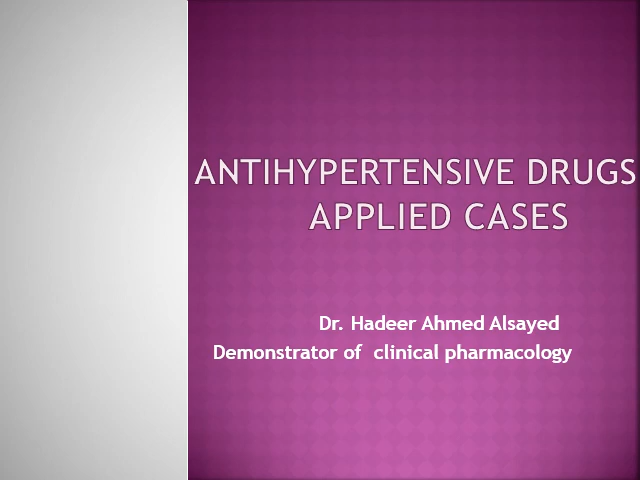 ANTIHYPERTENSIVE DRUGS
APPLIED CASES
Dr. Hadeer Ahmed Alsayed
Demonstrator of clinical pharmacology